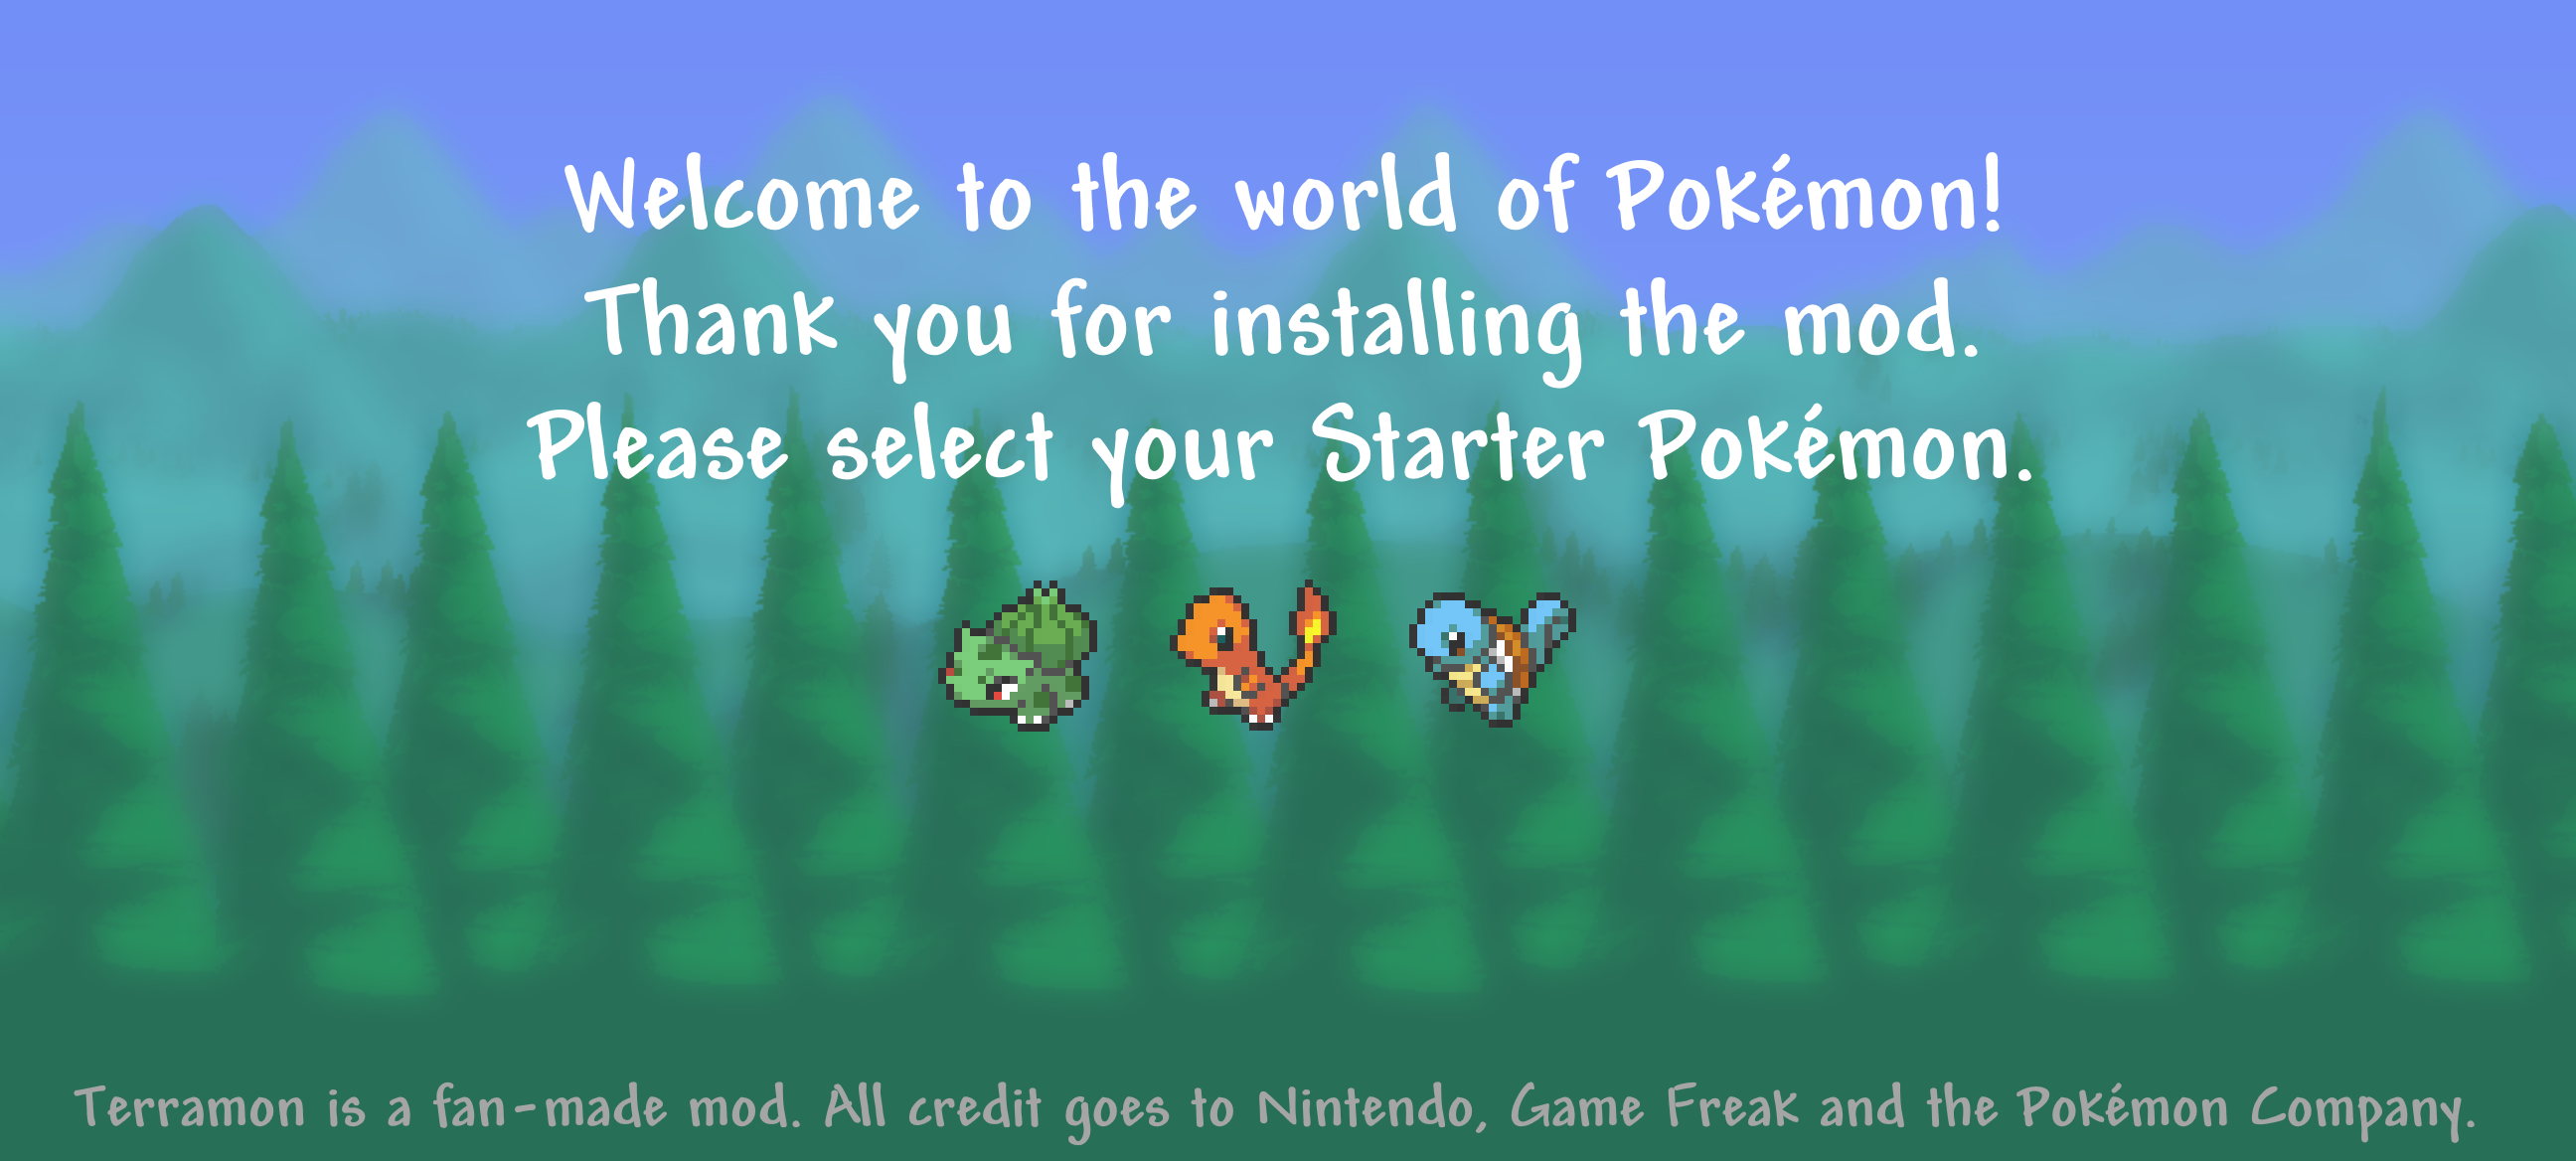 Welcome to the world of Pokémon!
Thank you for installing the mod.
Please select your Starter Pokémon.
Terramon is a fan-made mod. All credit goes to Nintendo, Game Freak and the Pokémon Company.